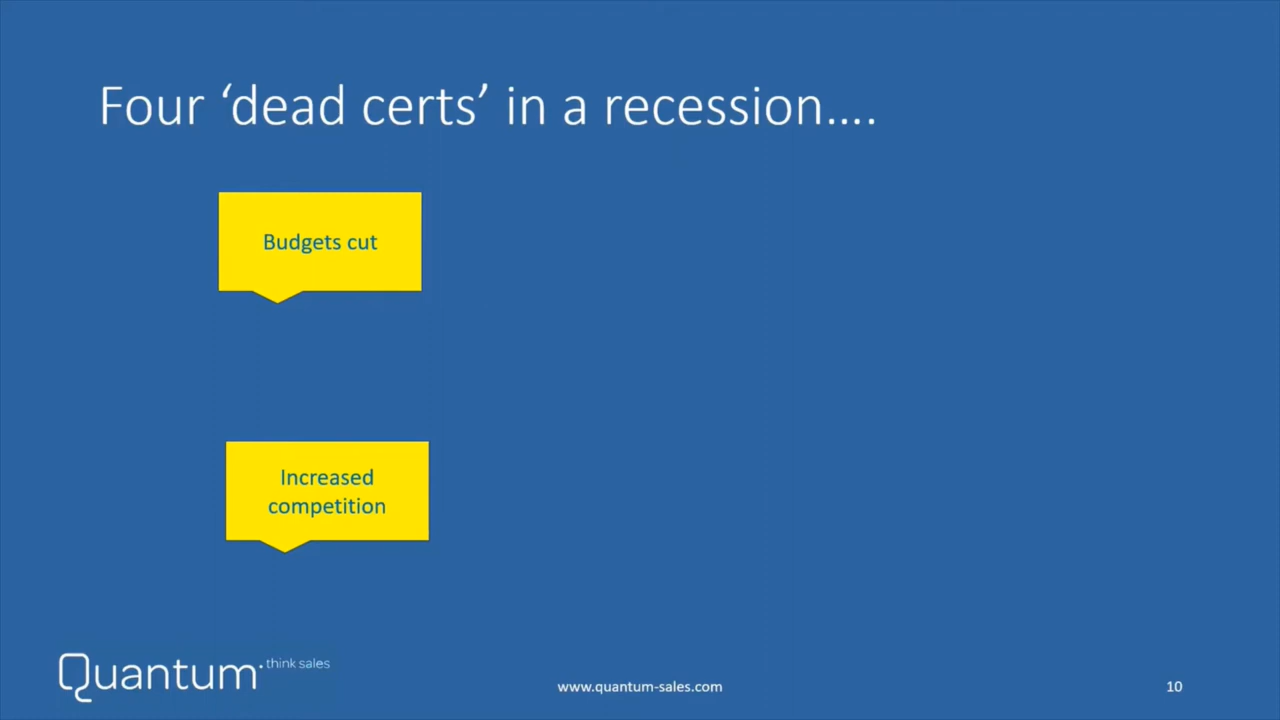 Four ‘dead certs’ in a recession....
Budgets cut
Increased
competition
Quantum think sales
www.quantum-sales.com
10